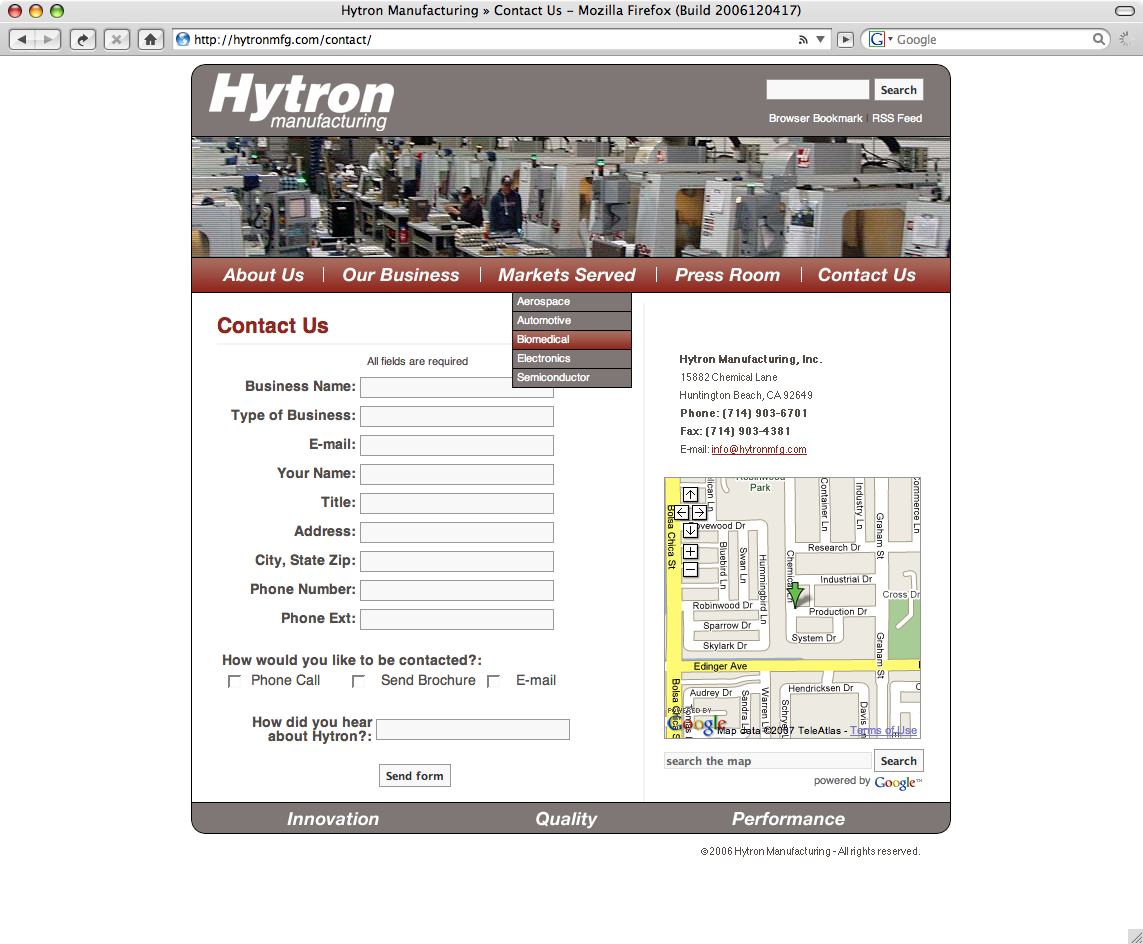 Hytron Manufacturing » Contact Us – Mozilla Firefox (Build 2006120417)
http://hytronmfg.com/contact/
G Google
Hytron
manufacturing
Search
Browser Bookmark | RSS Feed
About Us | Our Business | Markets Served | Press Room | Contact Us
Aerospace
Automotive
Biomedical
Electronics
Semiconductor
Contact Us
All fields are required
Business Name:
Type of Business:
E-mail:
Your Name:
Title:
Address:
City, State Zip:
Phone Number:
Phone Ext:
How would you like to be contacted?:
Phone Call
Send Brochure
E-mail
How did you hear
about Hytron?:
Send form
Hytron Manufacturing, Inc.
15882 Chemical Lane
Huntington Beach, CA 92649
Phone: (714) 903-6701
Fax: (714) 903-4381
E-mail: info@hytronmfg.com
Robinwood
Park
Container Ln
Industry Ln
Graham St
Commerce Ln
Bolsa Chica St
Bluebird Ln
Swan Ln
Hummingbird Ln
Chemical Ln
Research Dr
Industrial Dr
Cross Dr
Robinwood Dr
Production Dr
Sparrow Dr
System Dr
Skylark Dr
Graham St
Edinger Ave
Audrey Dr
Hendricksen Dr
Sandra L
Warren L
Davis
POWERED BY
Google
Map data ©2007 TeleAtlas - Terms of Use
search the map
Search
powered by Google™
Innovation
Quality
Performance
©2006 Hytron Manufacturing - All rights reserved.